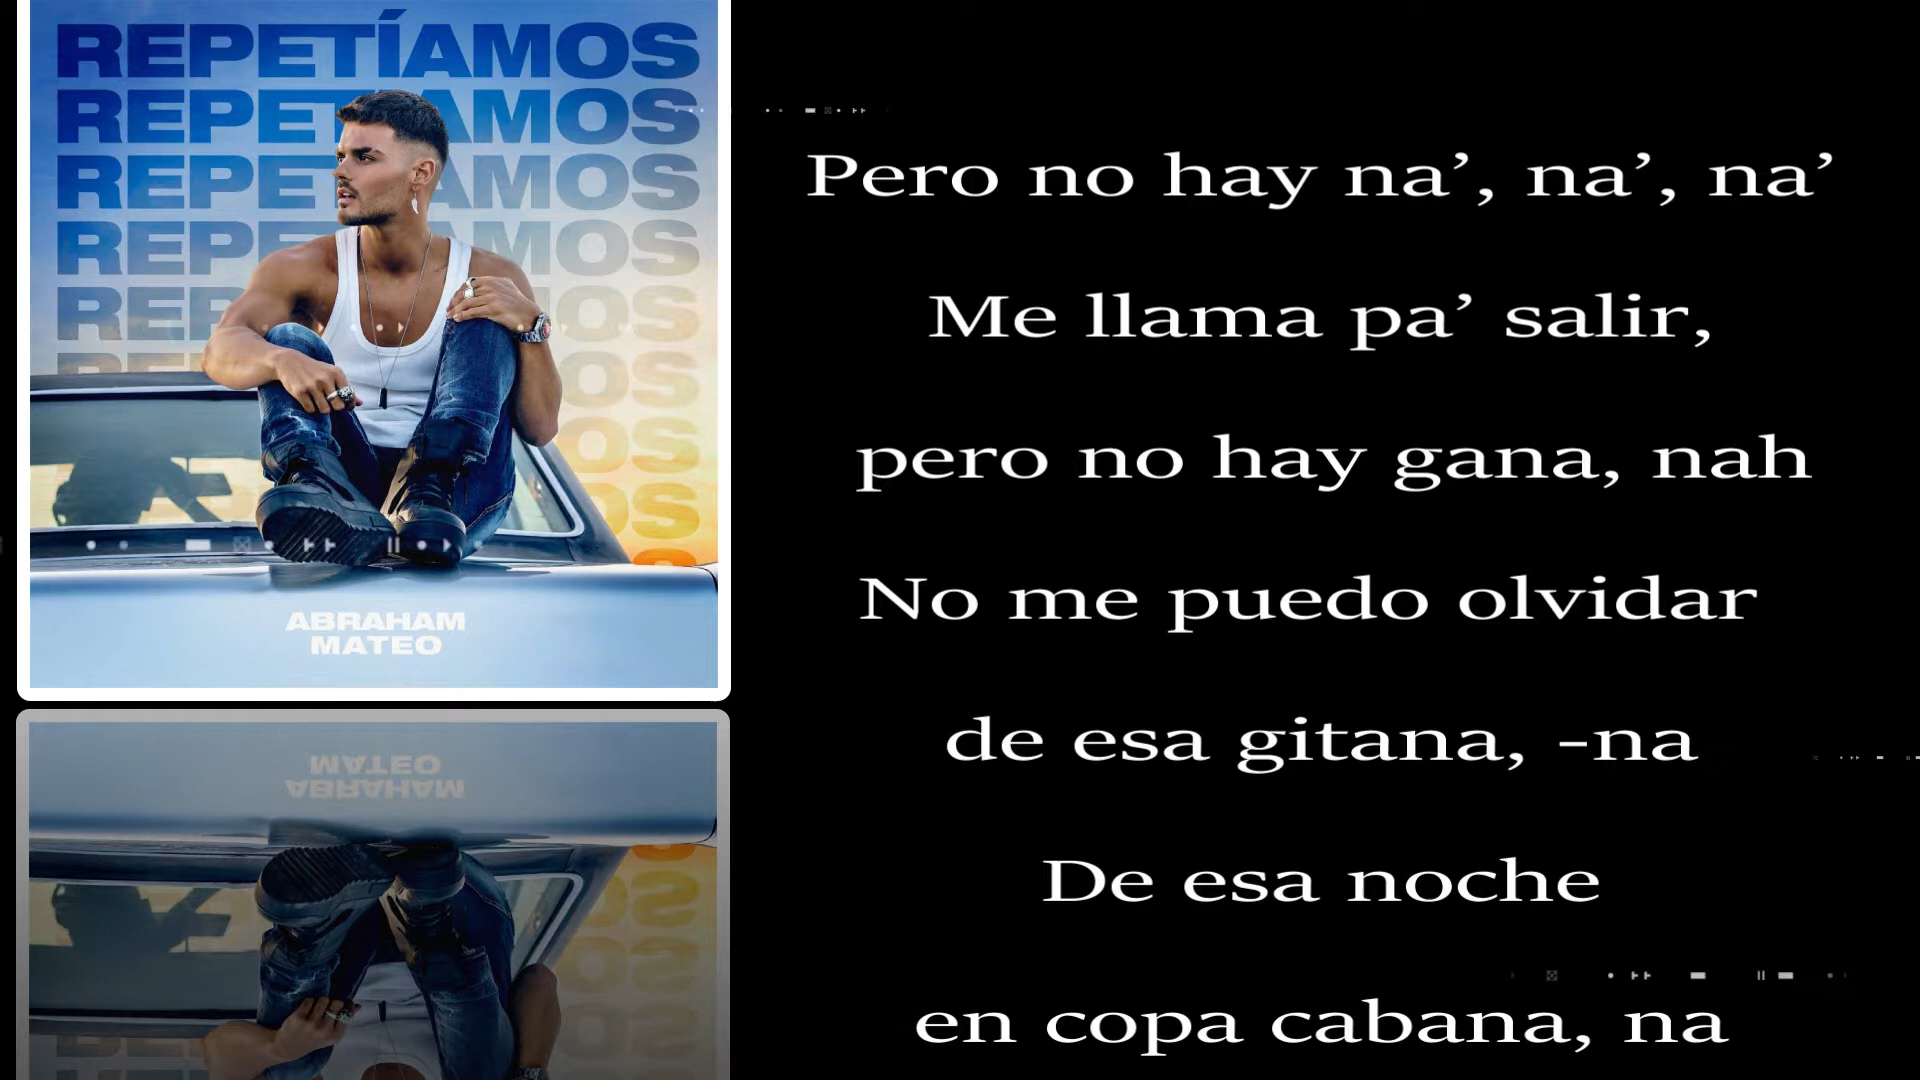 REPETÍAMOS
REPETÍAMOS
REPETÍAMOS
ABRAHAM
MATEO
Pero no hay na’, na’, na’
Me llama pa’ salir,
pero no hay gana, nah
No me puedo olvidar
de esa gitana, -na
De esa noche
en copa cabana, na